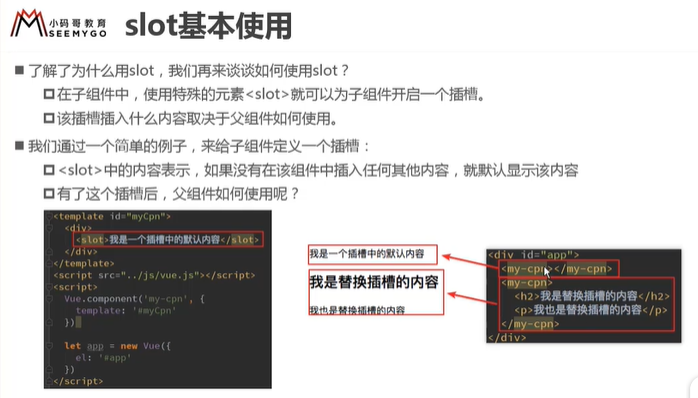 小码哥教育
SEEMYGO
slot基本使用
了解了为什么用slot，我们再来谈谈如何使用slot？
在子组件中，使用特殊的元素<slot>就可以为子组件开启一个插槽。
该插槽插入什么内容取决于父组件如何使用。
我们通过一个简单的例子，来给子组件定义一个插槽：
<slot>中的内容表示，如果没有在该组件中插入任何其他内容，就默认显示该内容
有了这个插槽后，父组件如何使用呢？
<template id="myCpn">
<div>
<slot>我是一个插槽中的默认内容</slot>
</div>
</template>
<script src="../js/vue.js"></script>
<script>
Vue.component('my-cpn', {
template: '#myCpn'
})
let app = new Vue({
el: '#app'
})
</script>
我是一个插槽中的默认内容
我是替换插槽的内容
我也是替换插槽的内容
<div id="app">
<my-cpn></my-cpn>
<my-cpn>
<h2>我是替换插槽的内容</h2>
<p>我也是替换插槽的内容</p>
</my-cpn>
</div>